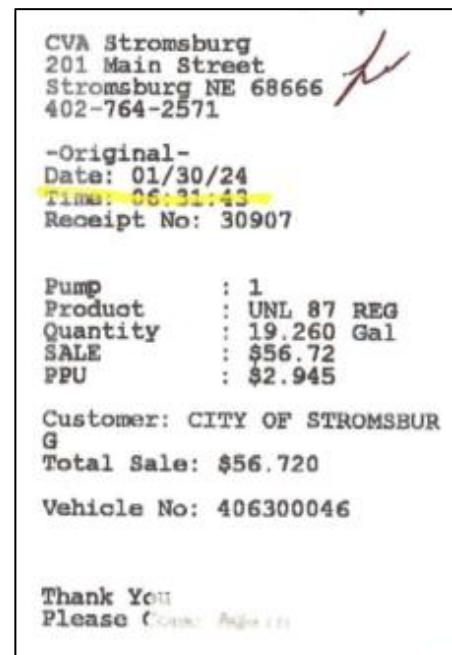 CVA Stromsburg
201 Main Street
Stromsburg NE 68666
402-764-2571
-Original-
Date: 01/30/24
Time: 06:31:43
Receipt No: 30907
Pump : 1
Product : UNL 87 REG
Quantity : 19.260 Gal
SALE : $56.72
PPU : $2.945
Customer: CITY OF STROMSBUR
G
Total Sale: $56.720
Vehicle No: 406300046
Thank You
Please Come Again